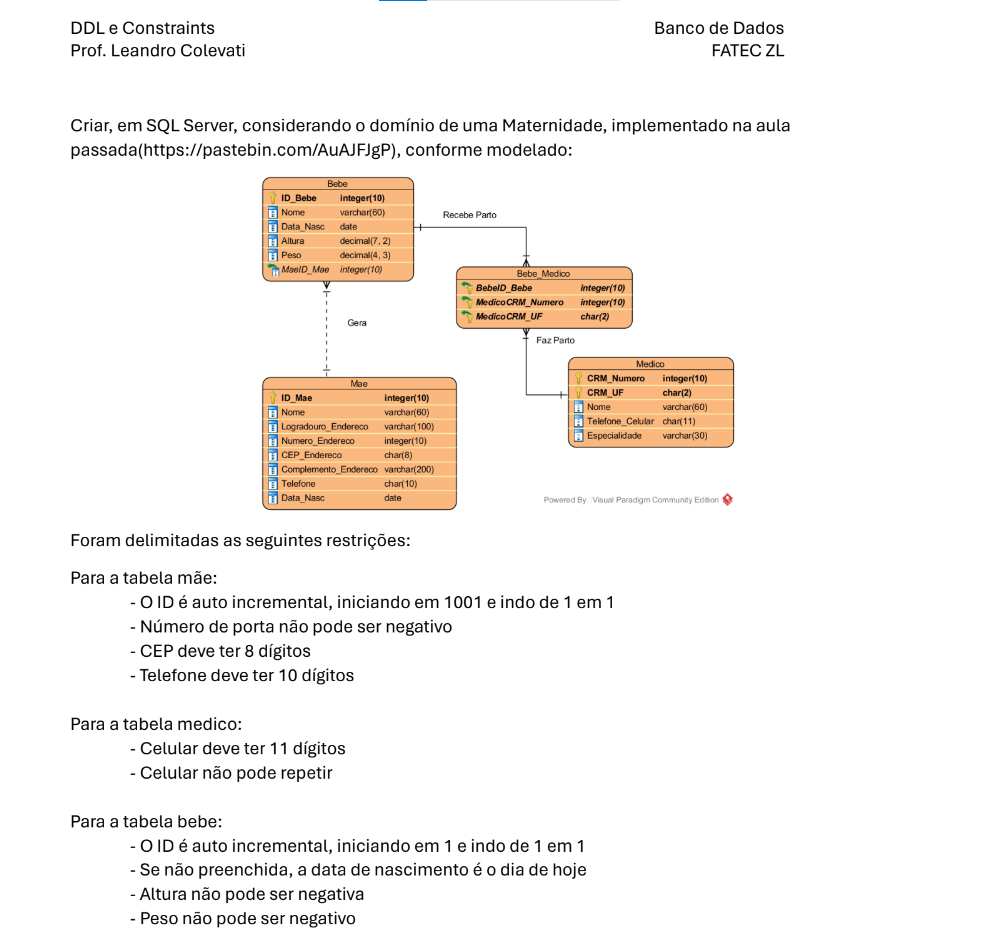 DDL e Constraints
Banco de Dados
Prof. Leandro Colevati
FATEC ZL
Criar, em SQL Server, considerando o domínio de uma Maternidade, implementado na aula
passada(https://pastebin.com/AuAJFJgP), conforme modelado:
Bebe
ID_Bebe integer(10)
Nome varchar(60)
Data_Nasc date
Altura decimal(7, 2)
Peso decimal(4, 3)
MaeID_Mae integer(10)
Recebe Parto
Bebe_Medico
BebeID_Bebe integer(10)
MedicoCRM_Numero integer(10)
MedicoCRM_UF char(2)
Gera
Faz Parto
Medico
CRM_Numero integer(10)
CRM_UF char(2)
Nome varchar(60)
Telefone_Celular char(11)
Especialidade varchar(30)
Mae
ID_Mae integer(10)
Nome varchar(60)
Logradouro_Endereco varchar(100)
Numero_Endereco integer(10)
CEP_Endereco char(8)
Complemento_Endereco varchar(200)
Telefone char(10)
Data_Nasc date
Powered By Visual Paradigm Community Edition
Foram delimitadas as seguintes restrições:
Para a tabela mãe:
- O ID é auto incremental, iniciando em 1001 e indo de 1 em 1
- Número de porta não pode ser negativo
- CEP deve ter 8 dígitos
- Telefone deve ter 10 dígitos
Para a tabela medico:
- Celular deve ter 11 dígitos
- Celular não pode repetir
Para a tabela bebe:
- O ID é auto incremental, iniciando em 1 e indo de 1 em 1
- Se não preenchida, a data de nascimento é o dia de hoje
- Altura não pode ser negativa
- Peso não pode ser negativo